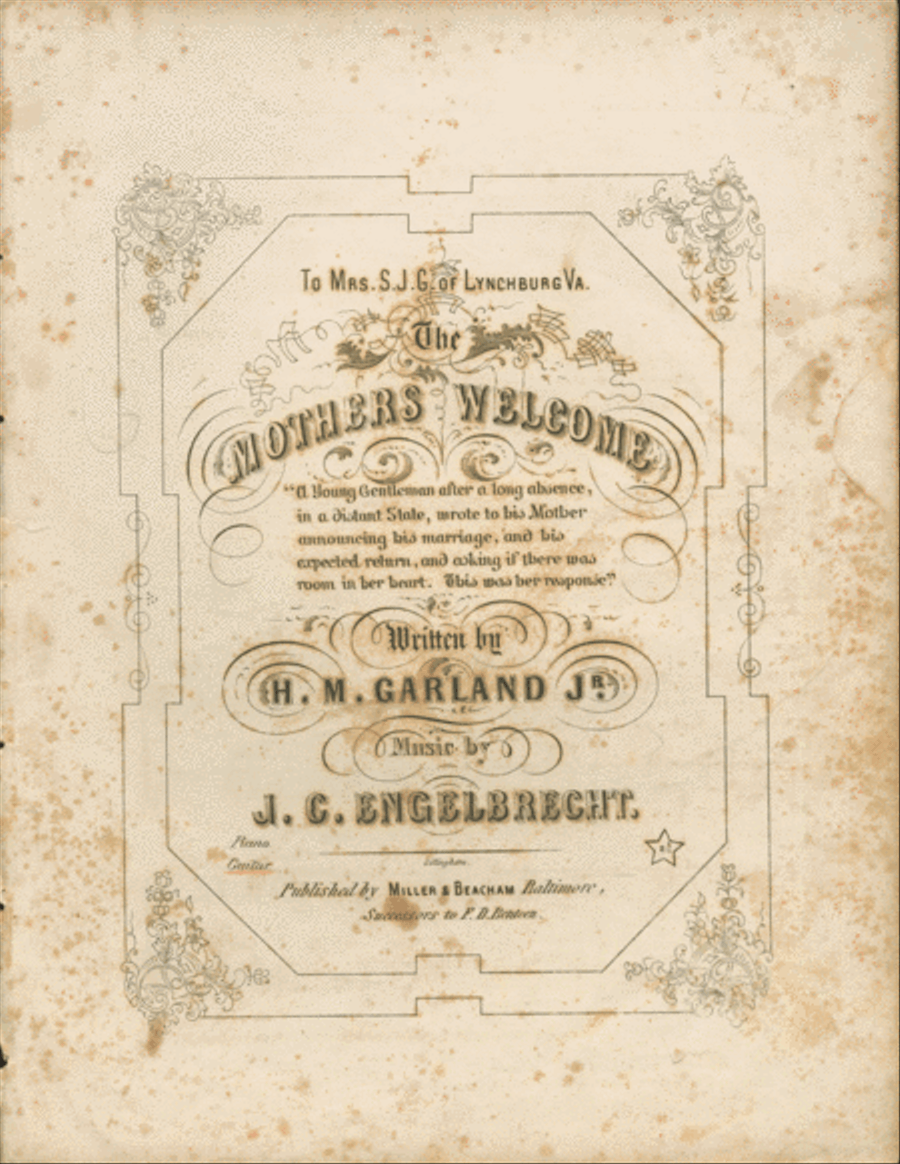 To Mrs. S. J. G. of Lynchburg Va.
The
MOTHERS WELCOME
"A Young Gentleman after a long absence,
in a distant State, wrote to his Mother
announcing his marriage, and his
expected return, and asking if there was
room in her heart. This was her response"
Written by
H. M. GARLAND JR.
Music by
J. C. ENGELBRECHT.
Piano
Guitar
Published by MILLER & BEACHAM Baltimore,
Successors to F. D. Benteen